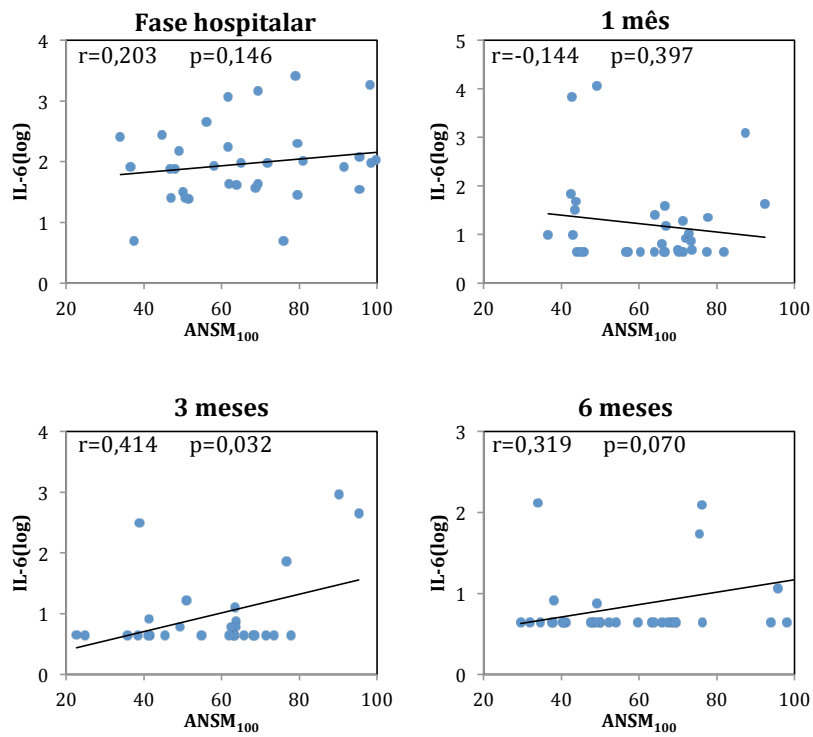 Fase hospitalar
r=0,203 p=0,146
4
3
2
1
0
IL-6(log)
20 40 60 80 100
ANSM100
1 mês
r=-0,144 p=0,397
5
4
3
2
1
0
IL-6(log)
20 40 60 80 100
ANSM100
3 meses
r=0,414 p=0,032
4
3
2
1
0
IL-6(log)
20 40 60 80 100
ANSM100
6 meses
r=0,319 p=0,070
3
2
1
0
IL-6(log)
20 40 60 80 100
ANSM100